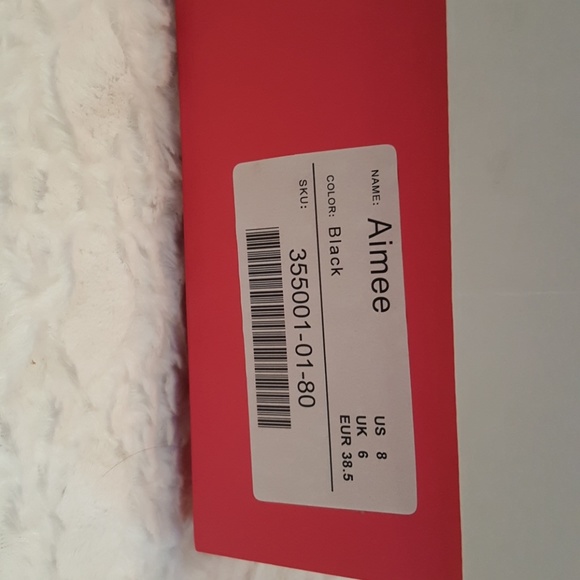 NAME: Aimee
COLOR: Black
US 8
UK 6
EUR 38.5
SKU:
355001-01-80